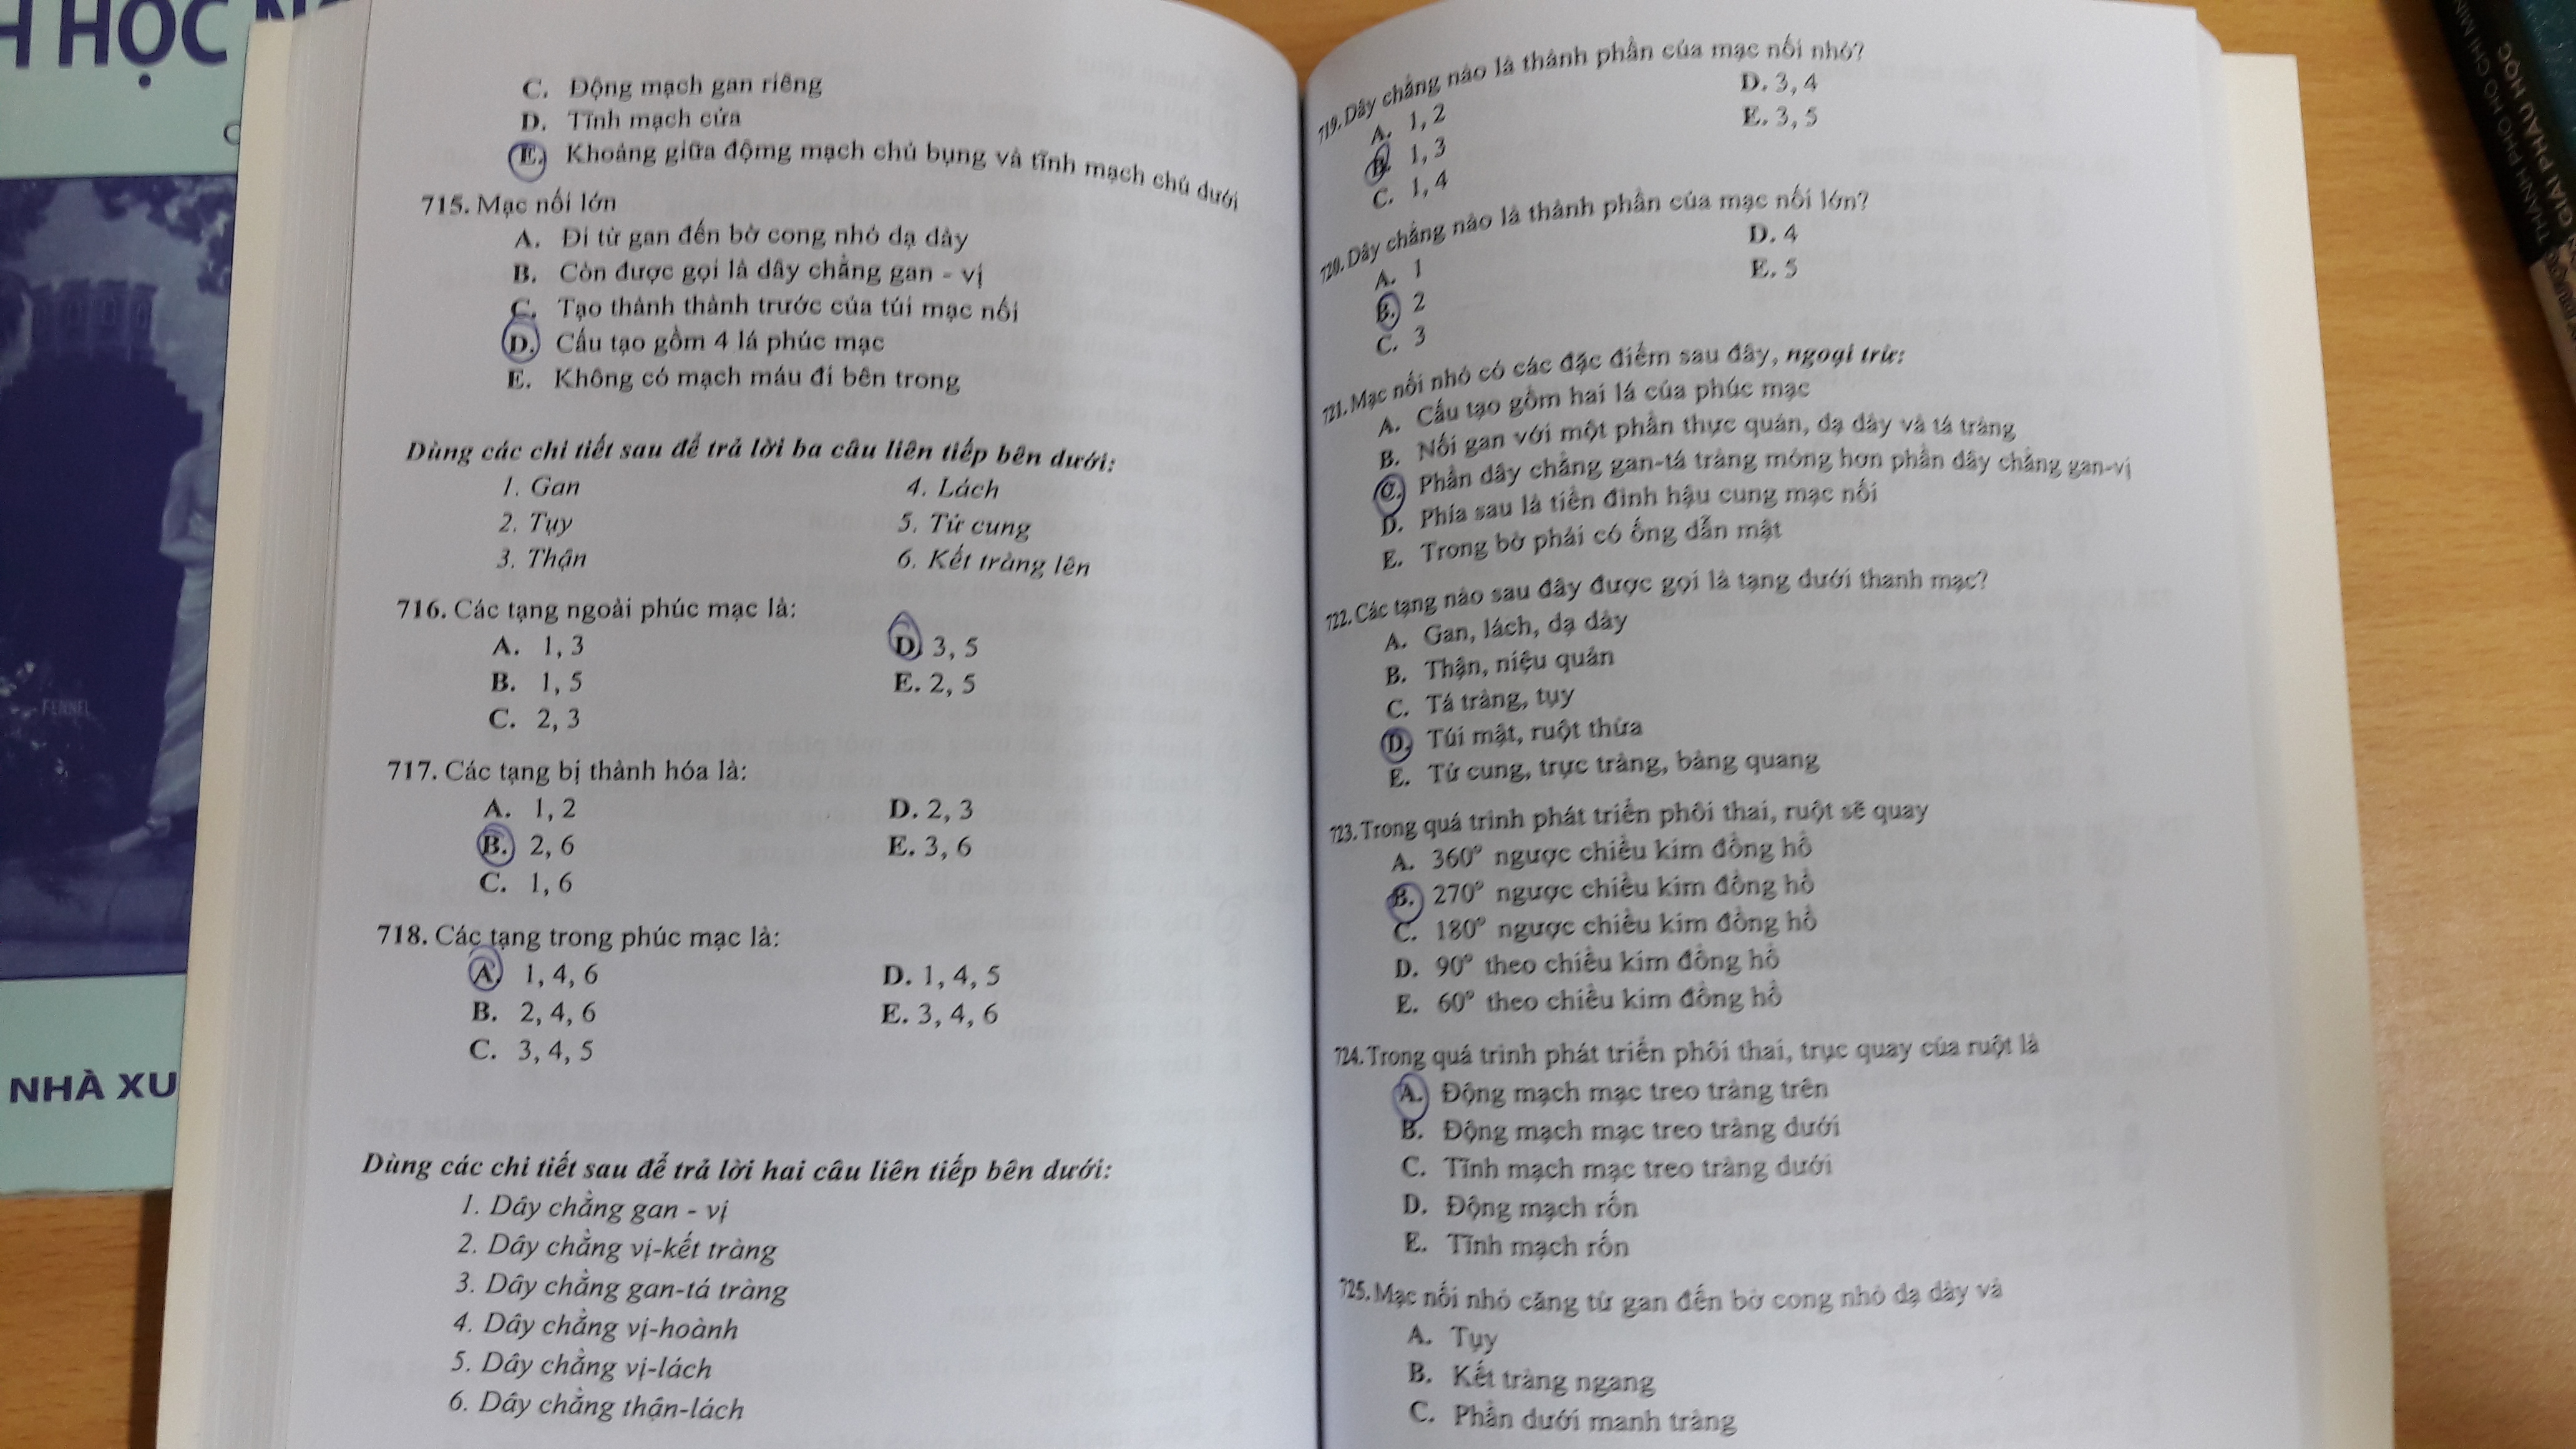 H HỌC N
C. Động mạch gan riêng
D. Tĩnh mạch cửa
E. Khoảng giữa độmg mạch chủ bụng và tĩnh mạch chủ dưới
715. Mạc nối lớn
A. Đi từ gan đến bờ cong nhỏ dạ dày
B. Còn được gọi là dây chằng gan - vị
C. Tạo thành thành trước của túi mạc nối
D. Cấu tạo gồm 4 lá phúc mạc
E. Không có mạch máu đi bên trong
Dùng các chi tiết sau để trả lời ba câu liên tiếp bên dưới:
1. Gan
4. Lách
2. Tụy
5. Tử cung
3. Thận
6. Kết tràng lên
716. Các tạng ngoài phúc mạc là:
A. 1, 3
D. 3, 5
B. 1, 5
E. 2, 5
C. 2, 3
717. Các tạng bị thành hóa là:
A. 1, 2
D. 2, 3
B. 2, 6
E. 3, 6
C. 1, 6
718. Các tạng trong phúc mạc là:
A. 1, 4, 6
D. 1, 4, 5
B. 2, 4, 6
E. 3, 4, 6
C. 3, 4, 5
Dùng các chi tiết sau để trả lời hai câu liên tiếp bên dưới:
1. Dây chằng gan - vị
2. Dây chằng vị-kết tràng
3. Dây chằng gan-tá tràng
4. Dây chằng vị-hoành
5. Dây chằng vị-lách
6. Dây chằng thận-lách
719. Dây chằng nào là thành phần của mạc nối nhỏ?
A. 1, 2
D. 3, 4
B. 1, 3
E. 3, 5
C. 1, 4
720. Dây chằng nào là thành phần của mạc nối lớn?
A. 1
D. 4
B. 2
E. 5
C. 3
721. Mạc nối nhỏ có các đặc điểm sau đây, ngoại trừ:
A. Cấu tạo gồm hai lá của phúc mạc
B. Nối gan với một phần thực quản, dạ dày và tá tràng
C. Phần dây chằng gan-tá tràng mỏng hơn phần dây chằng gan-vị
D. Phía sau là tiền đình hậu cung mạc nối
E. Trong bờ phải có ống dẫn mật
722. Các tạng nào sau đây được gọi là tạng dưới thanh mạc?
A. Gan, lách, dạ dày
B. Thận, niệu quản
C. Tá tràng, tụy
D. Túi mật, ruột thừa
E. Tử cung, trực tràng, bàng quang
723. Trong quá trình phát triển phôi thai, ruột sẽ quay
A. 360° ngược chiều kim đồng hồ
B. 270° ngược chiều kim đồng hồ
C. 180° ngược chiều kim đồng hồ
D. 90° theo chiều kim đồng hồ
E. 60° theo chiều kim đồng hồ
724. Trong quá trình phát triển phôi thai, trục quay của ruột là
A. Động mạch mạc treo tràng trên
B. Động mạch mạc treo tràng dưới
C. Tĩnh mạch mạc treo tràng dưới
D. Động mạch rốn
E. Tĩnh mạch rốn
725. Mạc nối nhỏ căng từ gan đến bờ cong nhỏ dạ dày và
A. Tụy
B. Kết tràng ngang
C. Phần dưới manh tràng
FENNEL
NHÀ XU
THÀNH PHỐ HỒ CHÍ MIN
GIẢI PHẪU HỌC